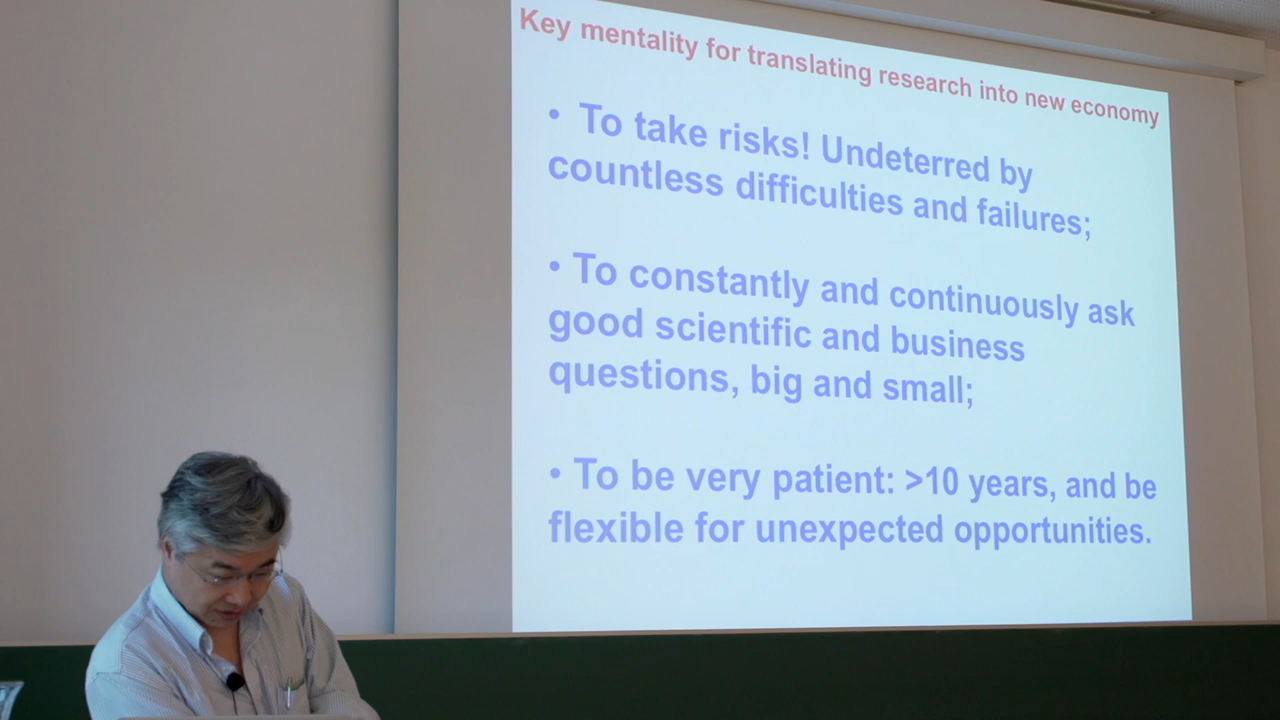 Key mentality for translating research into new economy
• To take risks! Undeterred by
countless difficulties and failures;
• To constantly and continuously ask
good scientific and business
questions, big and small;
• To be very patient: >10 years, and be
flexible for unexpected opportunities.